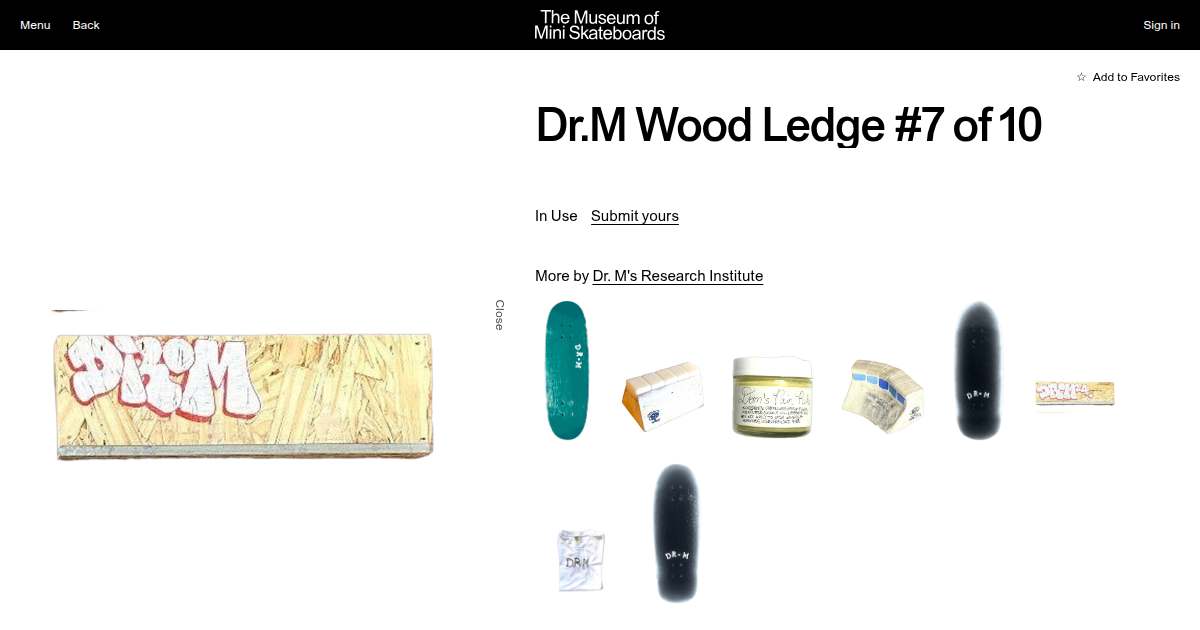 Menu Back
The Museum of
Mini Skateboards
Sign in
☆ Add to Favorites
Dr.M Wood Ledge #7 of 10
In Use Submit yours
More by Dr. M's Research Institute
Close
DR.M
DR•M
DR•M
DRM
DR•M